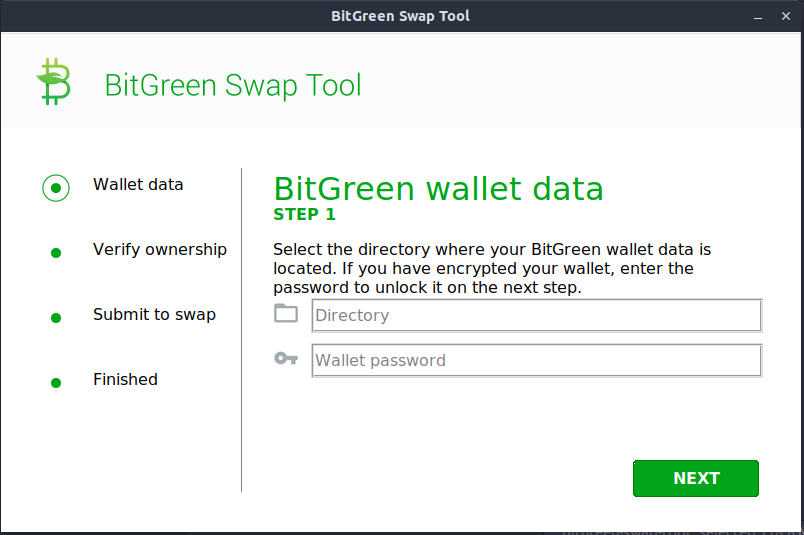 BitGreen Swap Tool
BitGreen Swap Tool
Wallet data
Verify ownership
Submit to swap
Finished
BitGreen wallet data
STEP 1
Select the directory where your BitGreen wallet data is
located. If you have encrypted your wallet, enter the
password to unlock it on the next step.
Directory
Wallet password
NEXT